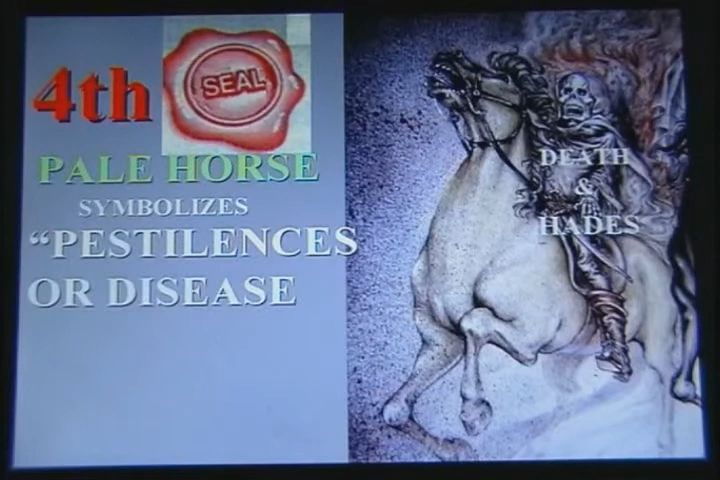 4th
SEAL
PALE HORSE
SYMBOLIZES
“PESTILENCES
OR DISEASE
DEATH
&
HADES